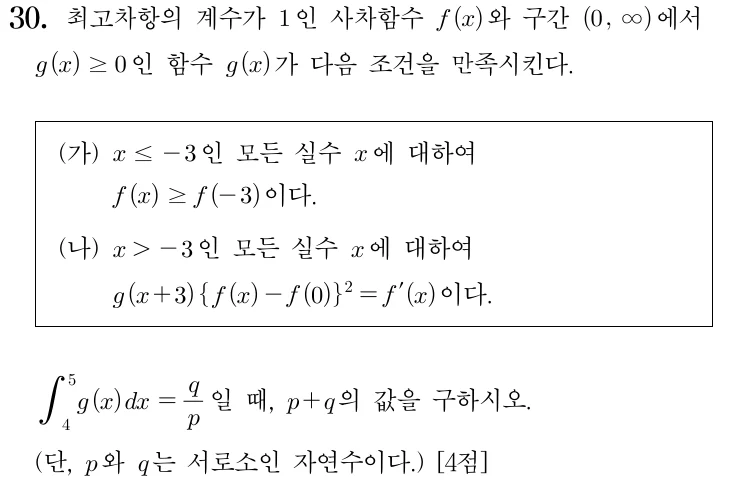 30. 최고차항의 계수가 1인 사차함수 f(x)와 구간 (0, ∞)에서
g(x) ≥ 0인 함수 g(x)가 다음 조건을 만족시킨다.
(가) x ≤ −3인 모든 실수 x에 대하여
f(x) ≥ f(−3)이다.
(나) x > −3인 모든 실수 x에 대하여
g(x+3){f(x)−f(0)}² = f′(x)이다.
∫₄⁵ g(x)dx = q/p 일 때, p+q의 값을 구하시오.
(단, p와 q는 서로소인 자연수이다.) [4점]